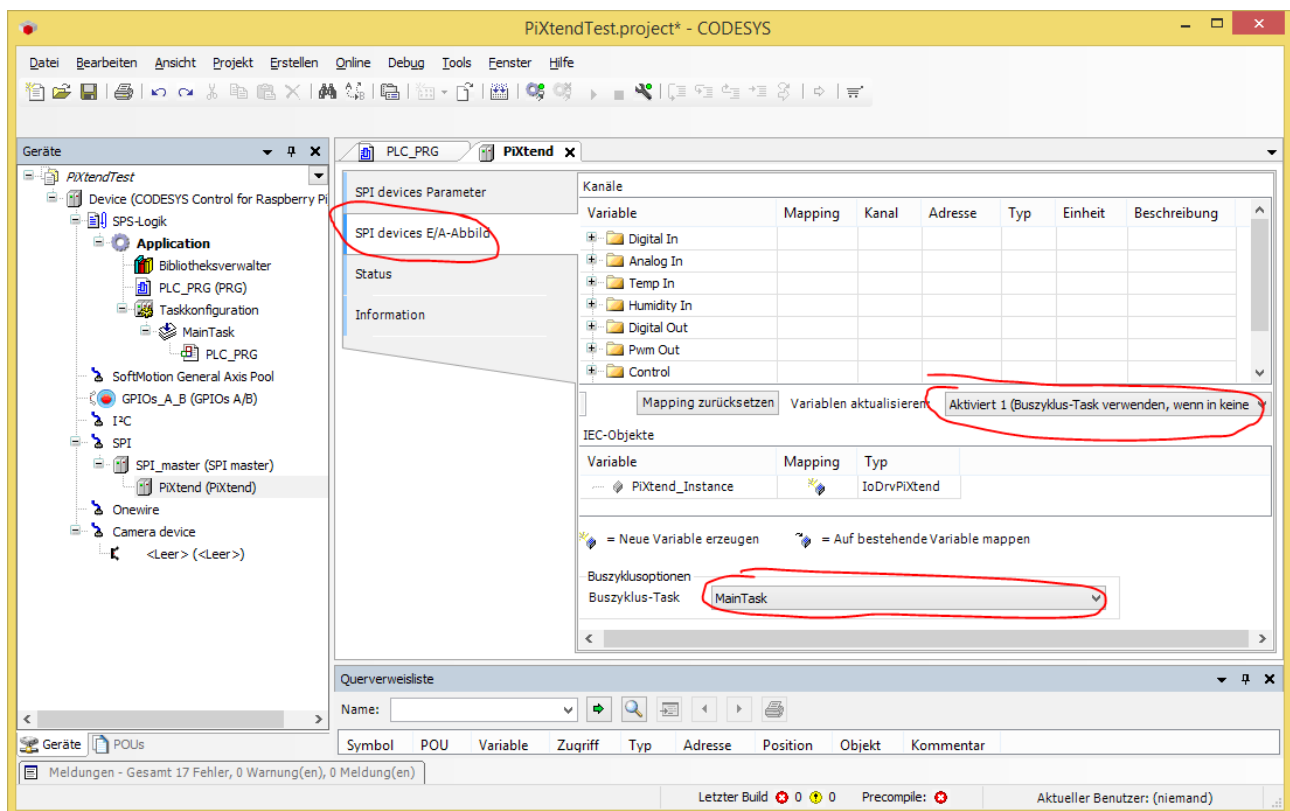 PiXtendTest.project* - CODESYS
Datei Bearbeiten Ansicht Projekt Erstellen Online Debug Tools Fenster Hilfe
Geräte
PiXtendTest
Device (CODESYS Control for Raspberry Pi
SPS-Logik
Application
Bibliotheksverwalter
PLC_PRG (PRG)
Taskkonfiguration
MainTask
PLC_PRG
SoftMotion General Axis Pool
GPIOs_A_B (GPIOs A/B)
I²C
SPI
SPI_master (SPI master)
PiXtend (PiXtend)
Onewire
Camera device
<Leer> (<Leer>)
Geräte POUs
PLC_PRG PiXtend
SPI devices Parameter
SPI devices E/A-Abbild
Status
Information
Kanäle
Variable Mapping Kanal Adresse Typ Einheit Beschreibung
Digital In
Analog In
Temp In
Humidity In
Digital Out
Pwm Out
Control
Mapping zurücksetzen Variablen aktualisieren: Aktiviert 1 (Buszyklus-Task verwenden, wenn in keine
IEC-Objekte
Variable Mapping Typ
PiXtend_Instance IoDrvPiXtend
= Neue Variable erzeugen = Auf bestehende Variable mappen
Buszyklusoptionen
Buszyklus-Task MainTask
Querverweisliste
Name:
Symbol POU Variable Zugriff Typ Adresse Position Objekt Kommentar
Meldungen - Gesamt 17 Fehler, 0 Warnung(en), 0 Meldung(en)
Letzter Build 0 0 Precompile: Aktueller Benutzer: (niemand)